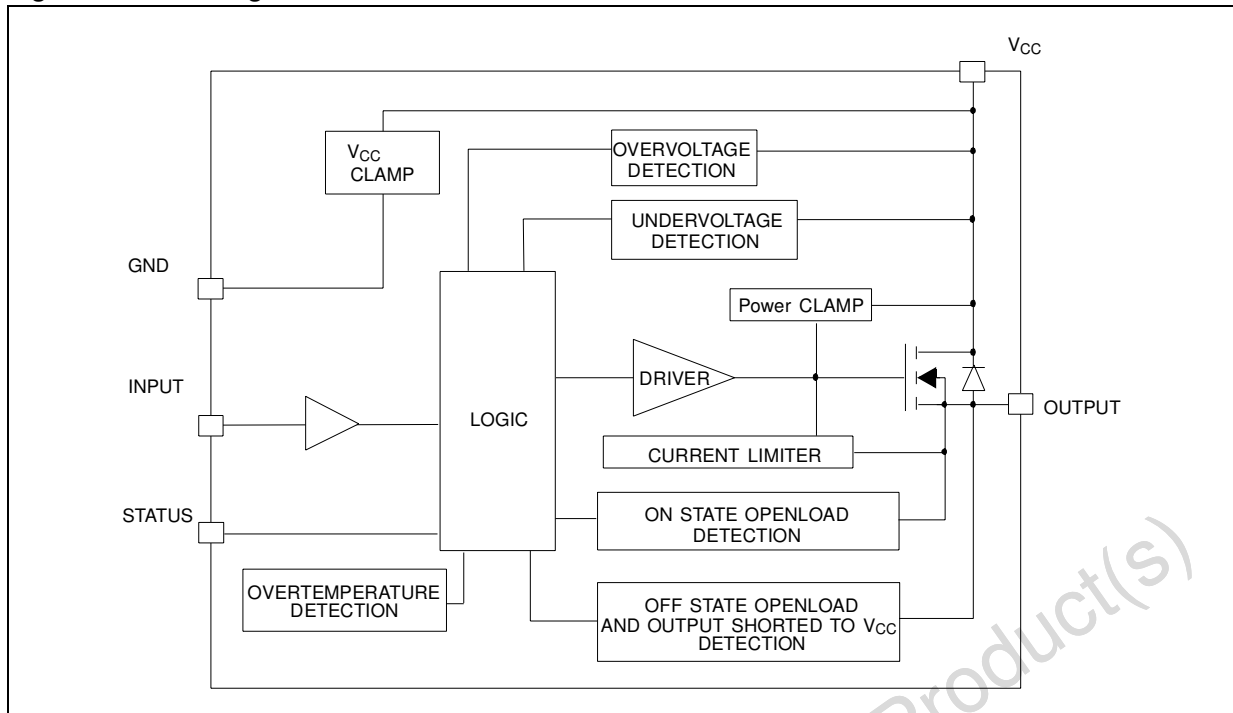 VCC
VCC
CLAMP
OVERVOLTAGE
DETECTION
UNDERVOLTAGE
DETECTION
GND
Power CLAMP
INPUT
DRIVER
LOGIC
OUTPUT
CURRENT LIMITER
STATUS
ON STATE OPENLOAD
DETECTION
OVERTEMPERATURE
DETECTION
OFF STATE OPENLOAD
AND OUTPUT SHORTED TO VCC
DETECTION
Product(s)